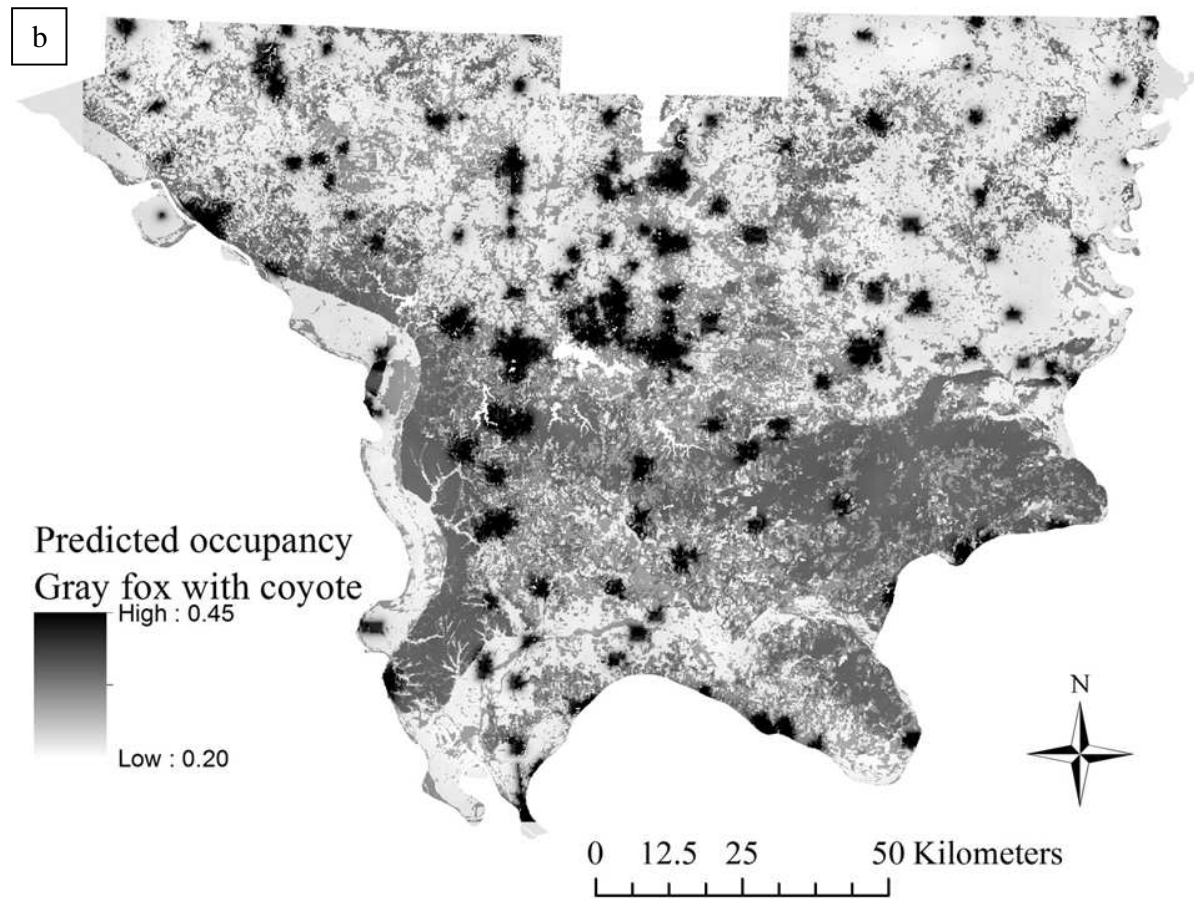 b
Predicted occupancy
Gray fox with coyote
High : 0.45
Low : 0.20
N
0 12.5 25 50 Kilometers